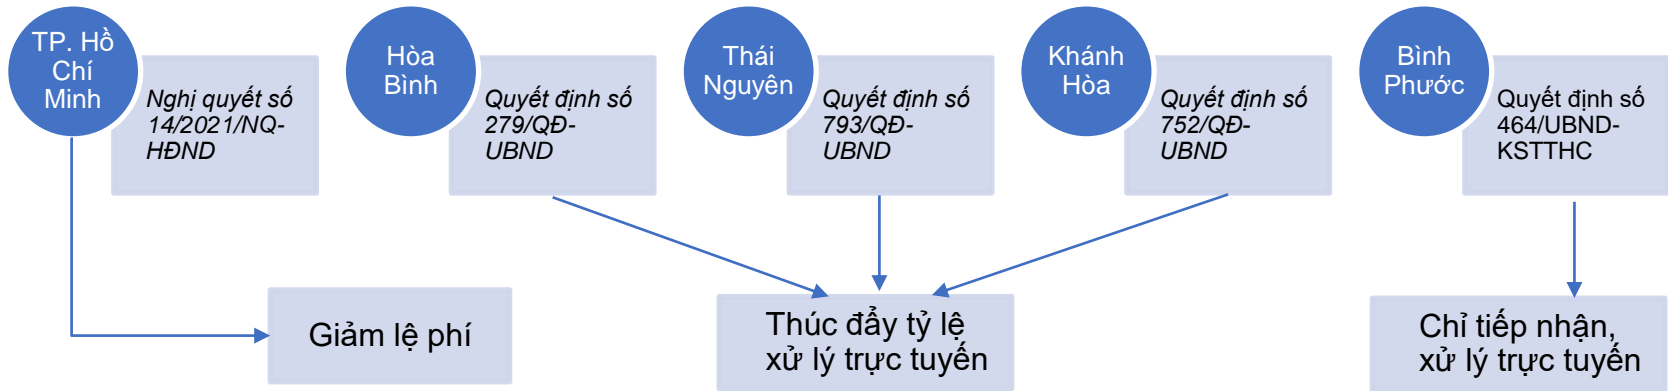 TP. Hồ
Chí
Minh
Nghị quyết số
14/2021/NQ-
HĐND
Hòa
Bình
Quyết định số
279/QĐ-
UBND
Thái
Nguyên
Quyết định số
793/QĐ-
UBND
Khánh
Hòa
Quyết định số
752/QĐ-
UBND
Bình
Phước
Quyết định số
464/UBND-
KSTTHC
Giảm lệ phí
Thúc đẩy tỷ lệ
xử lý trực tuyến
Chỉ tiếp nhận,
xử lý trực tuyến